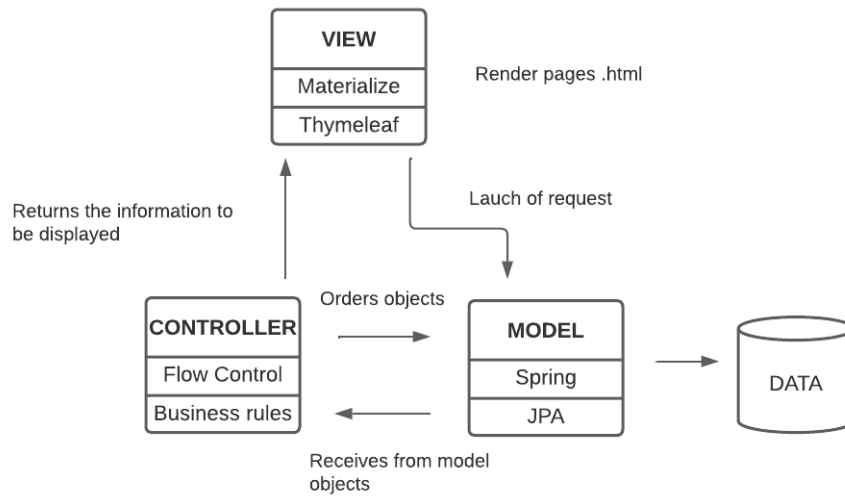 VIEW
Materialize
Thymeleaf
Render pages .html
Lauch of request
Returns the information to
be displayed
Orders objects
CONTROLLER
Flow Control
Business rules
MODEL
Spring
JPA
DATA
Receives from model
objects